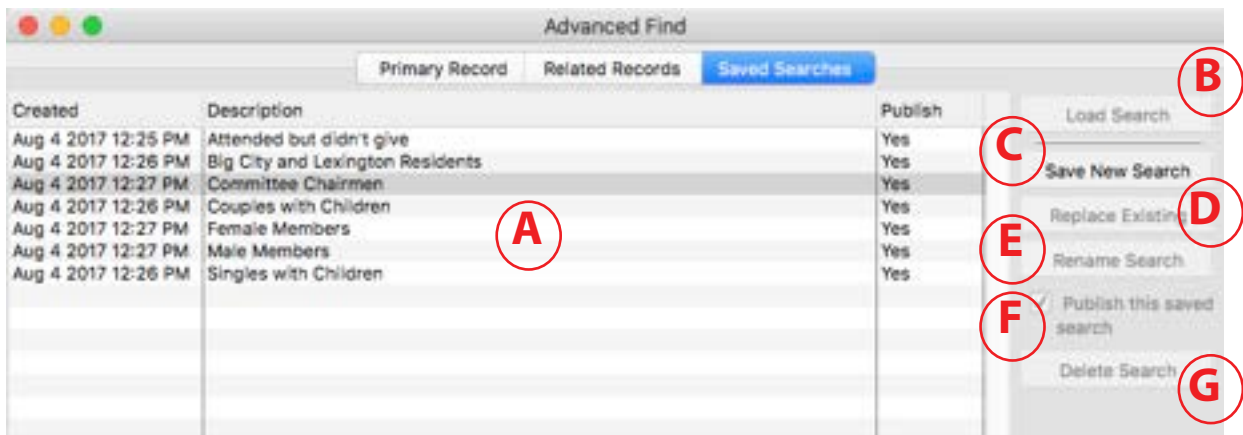 Advanced Find
Primary Record Related Records Saved Searches
B
Created Description Publish Load Search
Aug 4 2017 12:25 PM Attended but didn't give Yes
C
Aug 4 2017 12:26 PM Big City and Lexington Residents Yes
Save New Search
Aug 4 2017 12:27 PM Committee Chairmen Yes
Aug 4 2017 12:26 PM Couples with Children Yes
Replace Existing D
A
Aug 4 2017 12:27 PM Female Members Yes
E
Aug 4 2017 12:27 PM Male Members Yes
Rename Search
Aug 4 2017 12:26 PM Singles with Children Yes
F
Publish this saved
search
Delete Search
G